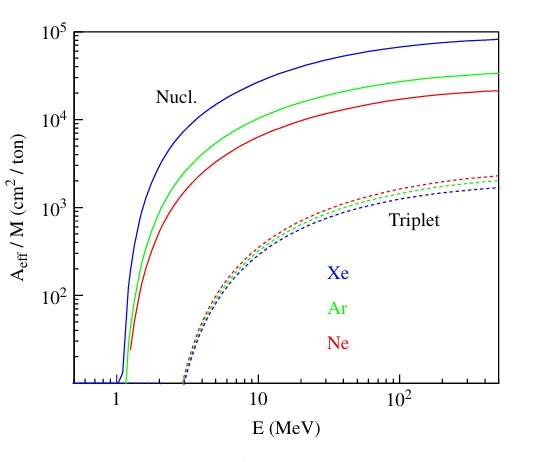 10^5
Nucl.
10^4
A_eff / M (cm^2 / ton)
10^3
Triplet
Xe
10^2
Ar
Ne
1
10
10^2
E (MeV)